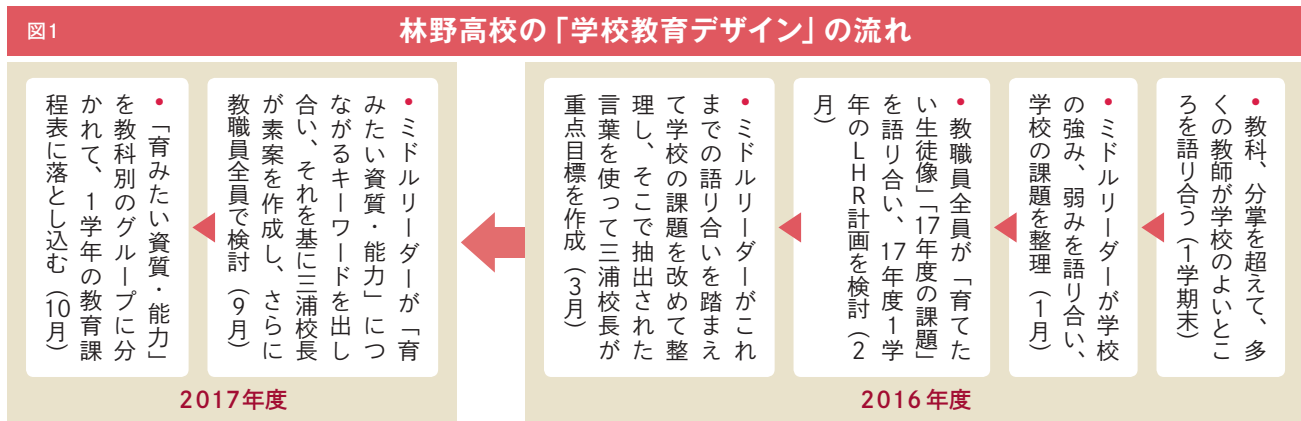 図1
林野高校の「学校教育デザイン」の流れ
● 教科、分掌を超えて、多
くの教師が学校のよいとこ
ろを語り合う（1学期末）
● ミドルリーダーが学校
の強み、弱みを語り合い、
学校の課題を整理（1月）
● 教職員全員が「育てた
い生徒像」「17年度の課題」
を語り合い、17年度1学
年のLHR計画を検討（2
月）
● ミドルリーダーがこれ
までの語り合いを踏まえ
て学校の課題を改めて整
理し、そこで抽出された
言葉を使って三浦校長が
重点目標を作成（3月）
2016年度
● ミドルリーダーが「育
みたい資質・能力」につ
ながるキーワードを出し
合い、それを基に三浦校長
が素案を作成し、さらに
教職員全員で検討（9月）
● 「育みたい資質・能力」
を教科別のグループに分
かれて、1学年の教育課
程表に落とし込む（10月）
2017年度